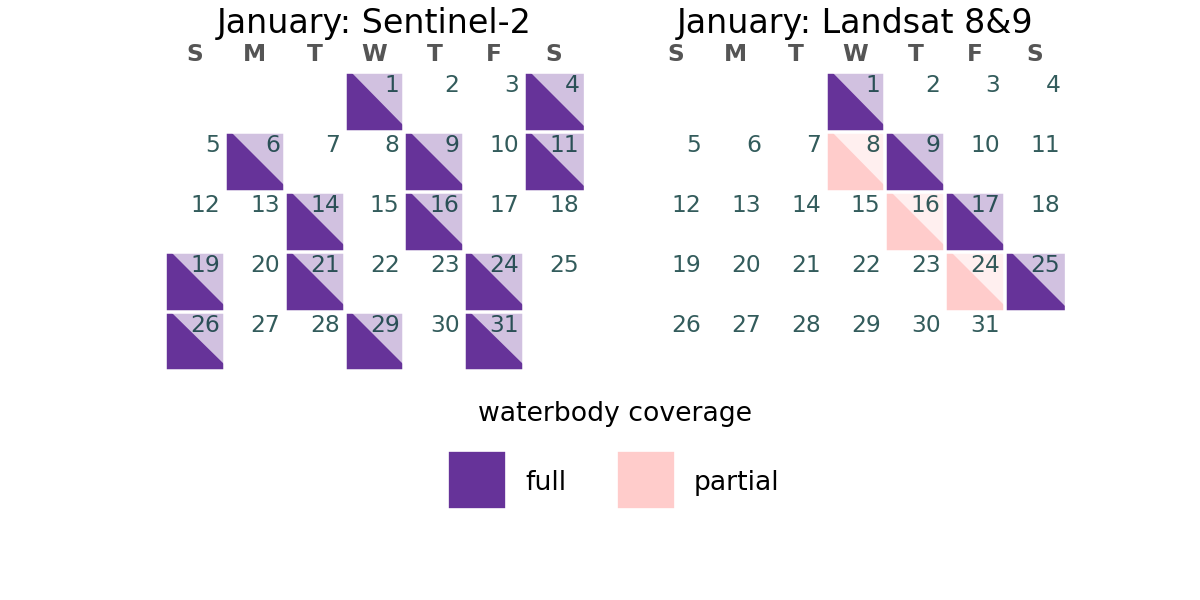 January: Sentinel-2
S M T W T F S
1 2 3 4
5 6 7 8 9 10 11
12 13 14 15 16 17 18
19 20 21 22 23 24 25
26 27 28 29 30 31
January: Landsat 8&9
S M T W T F S
1 2 3 4
5 6 7 8 9 10 11
12 13 14 15 16 17 18
19 20 21 22 23 24 25
26 27 28 29 30 31
waterbody coverage
full
partial